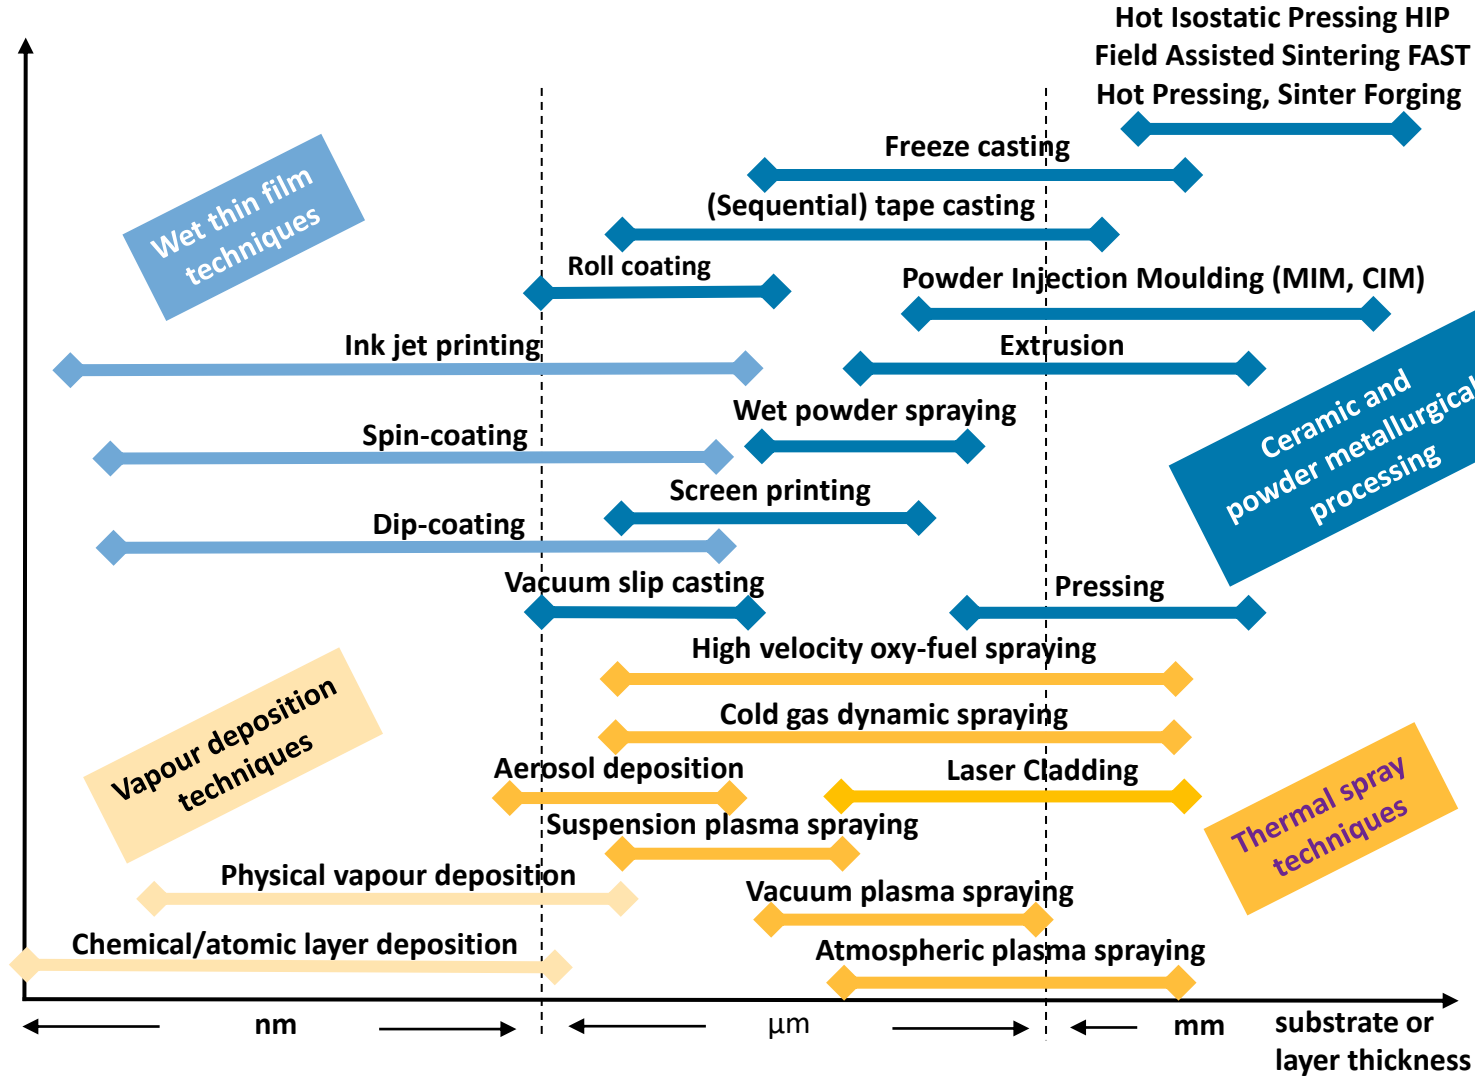 Hot Isostatic Pressing HIP
Field Assisted Sintering FAST
Hot Pressing, Sinter Forging
Freeze casting
Wet thin film
techniques
(Sequential) tape casting
Roll coating
Powder Injection Moulding (MIM, CIM)
Ink jet printing
Extrusion
Ceramic and
powder metallurgical
processing
Wet powder spraying
Spin-coating
Screen printing
Dip-coating
Vacuum slip casting
Pressing
High velocity oxy-fuel spraying
Vapour deposition
techniques
Cold gas dynamic spraying
Aerosol deposition
Laser Cladding
Thermal spray
techniques
Suspension plasma spraying
Physical vapour deposition
Vacuum plasma spraying
Chemical/atomic layer deposition
Atmospheric plasma spraying
nm
µm
mm
substrate or
layer thickness